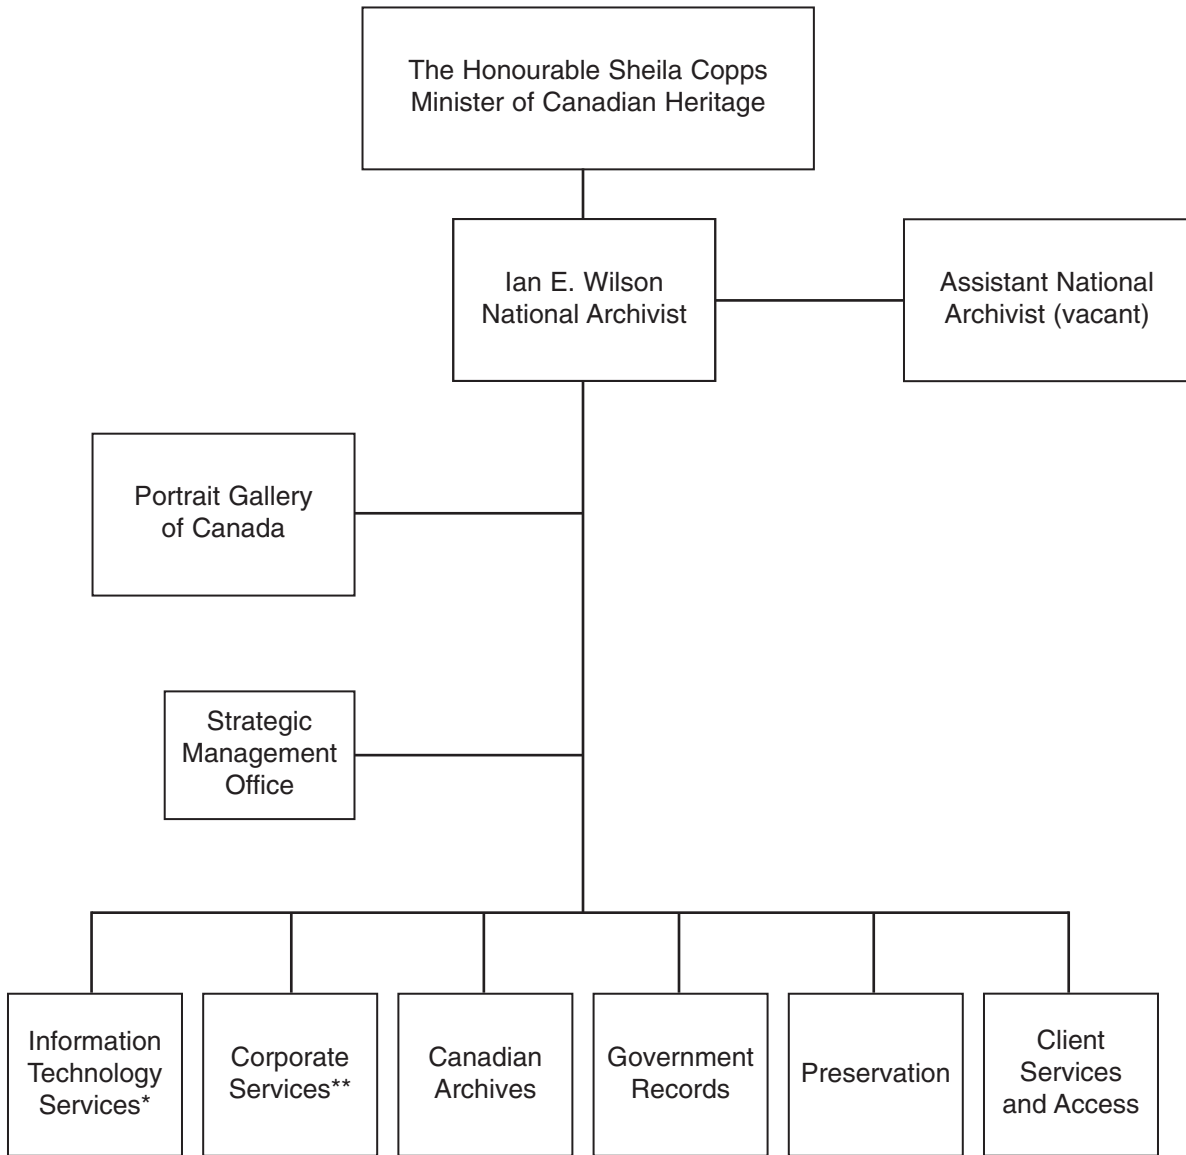 The Honourable Sheila Copps
Minister of Canadian Heritage
Ian E. Wilson
National Archivist
Assistant National
Archivist (vacant)
Portrait Gallery
of Canada
Strategic
Management
Office
Information
Technology
Services*
Corporate
Services**
Canadian
Archives
Government
Records
Preservation
Client
Services
and Access